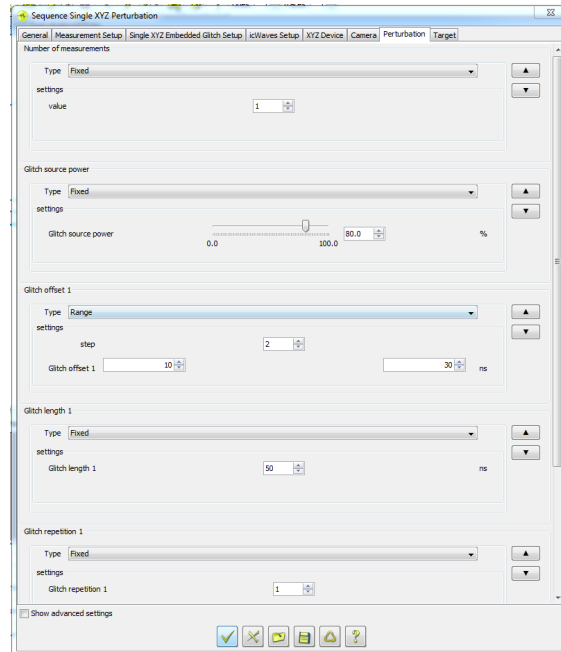 Sequence Single XYZ Perturbation
General Measurement Setup Single XYZ Embedded Glitch Setup icWaves Setup XYZ Device Camera Perturbation Target
Number of measurements
Type Fixed
settings
value 1
Glitch source power
Type Fixed
settings
Glitch source power 80.0 %
0.0 100.0
Glitch offset 1
Type Range
settings
step 2
Glitch offset 1 10 30 ns
Glitch length 1
Type Fixed
settings
Glitch length 1 50 ns
Glitch repetition 1
Type Fixed
settings
Glitch repetition 1 1
Show advanced settings
?